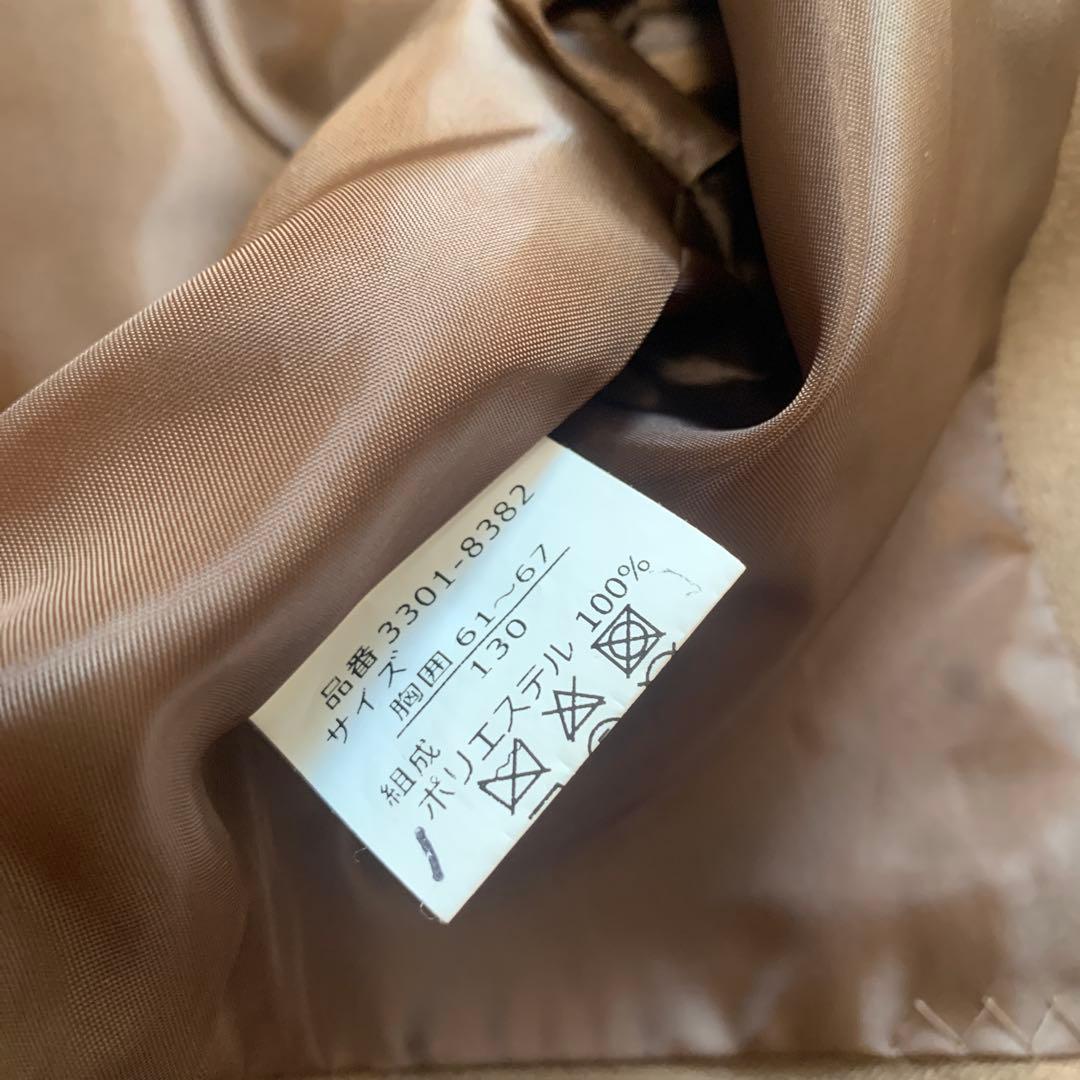 品番 3301-8382
サイズ
胸囲 61～67
130
組成
ポリエステル 100%